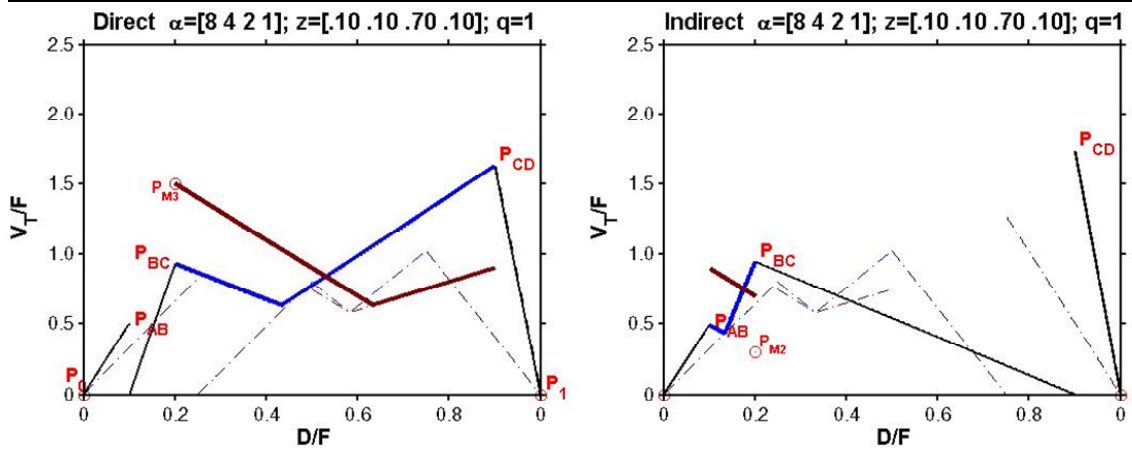 Direct α=[8 4 2 1]; z=[.10 .10 .70 .10]; q=1
2.5
2.0
1.5
1.0
0.5
0
V_T/F
P_CD
P_M3
P_BC
P_AB
P_0
P_1
0
0.2
0.4
0.6
0.8
0
D/F
Indirect α=[8 4 2 1]; z=[.10 .10 .70 .10]; q=1
2.5
2.0
1.5
1.0
0.5
0
V_T/F
P_CD
P_BC
P_AB
P_M2
0
0.2
0.4
0.6
0.8
0
D/F